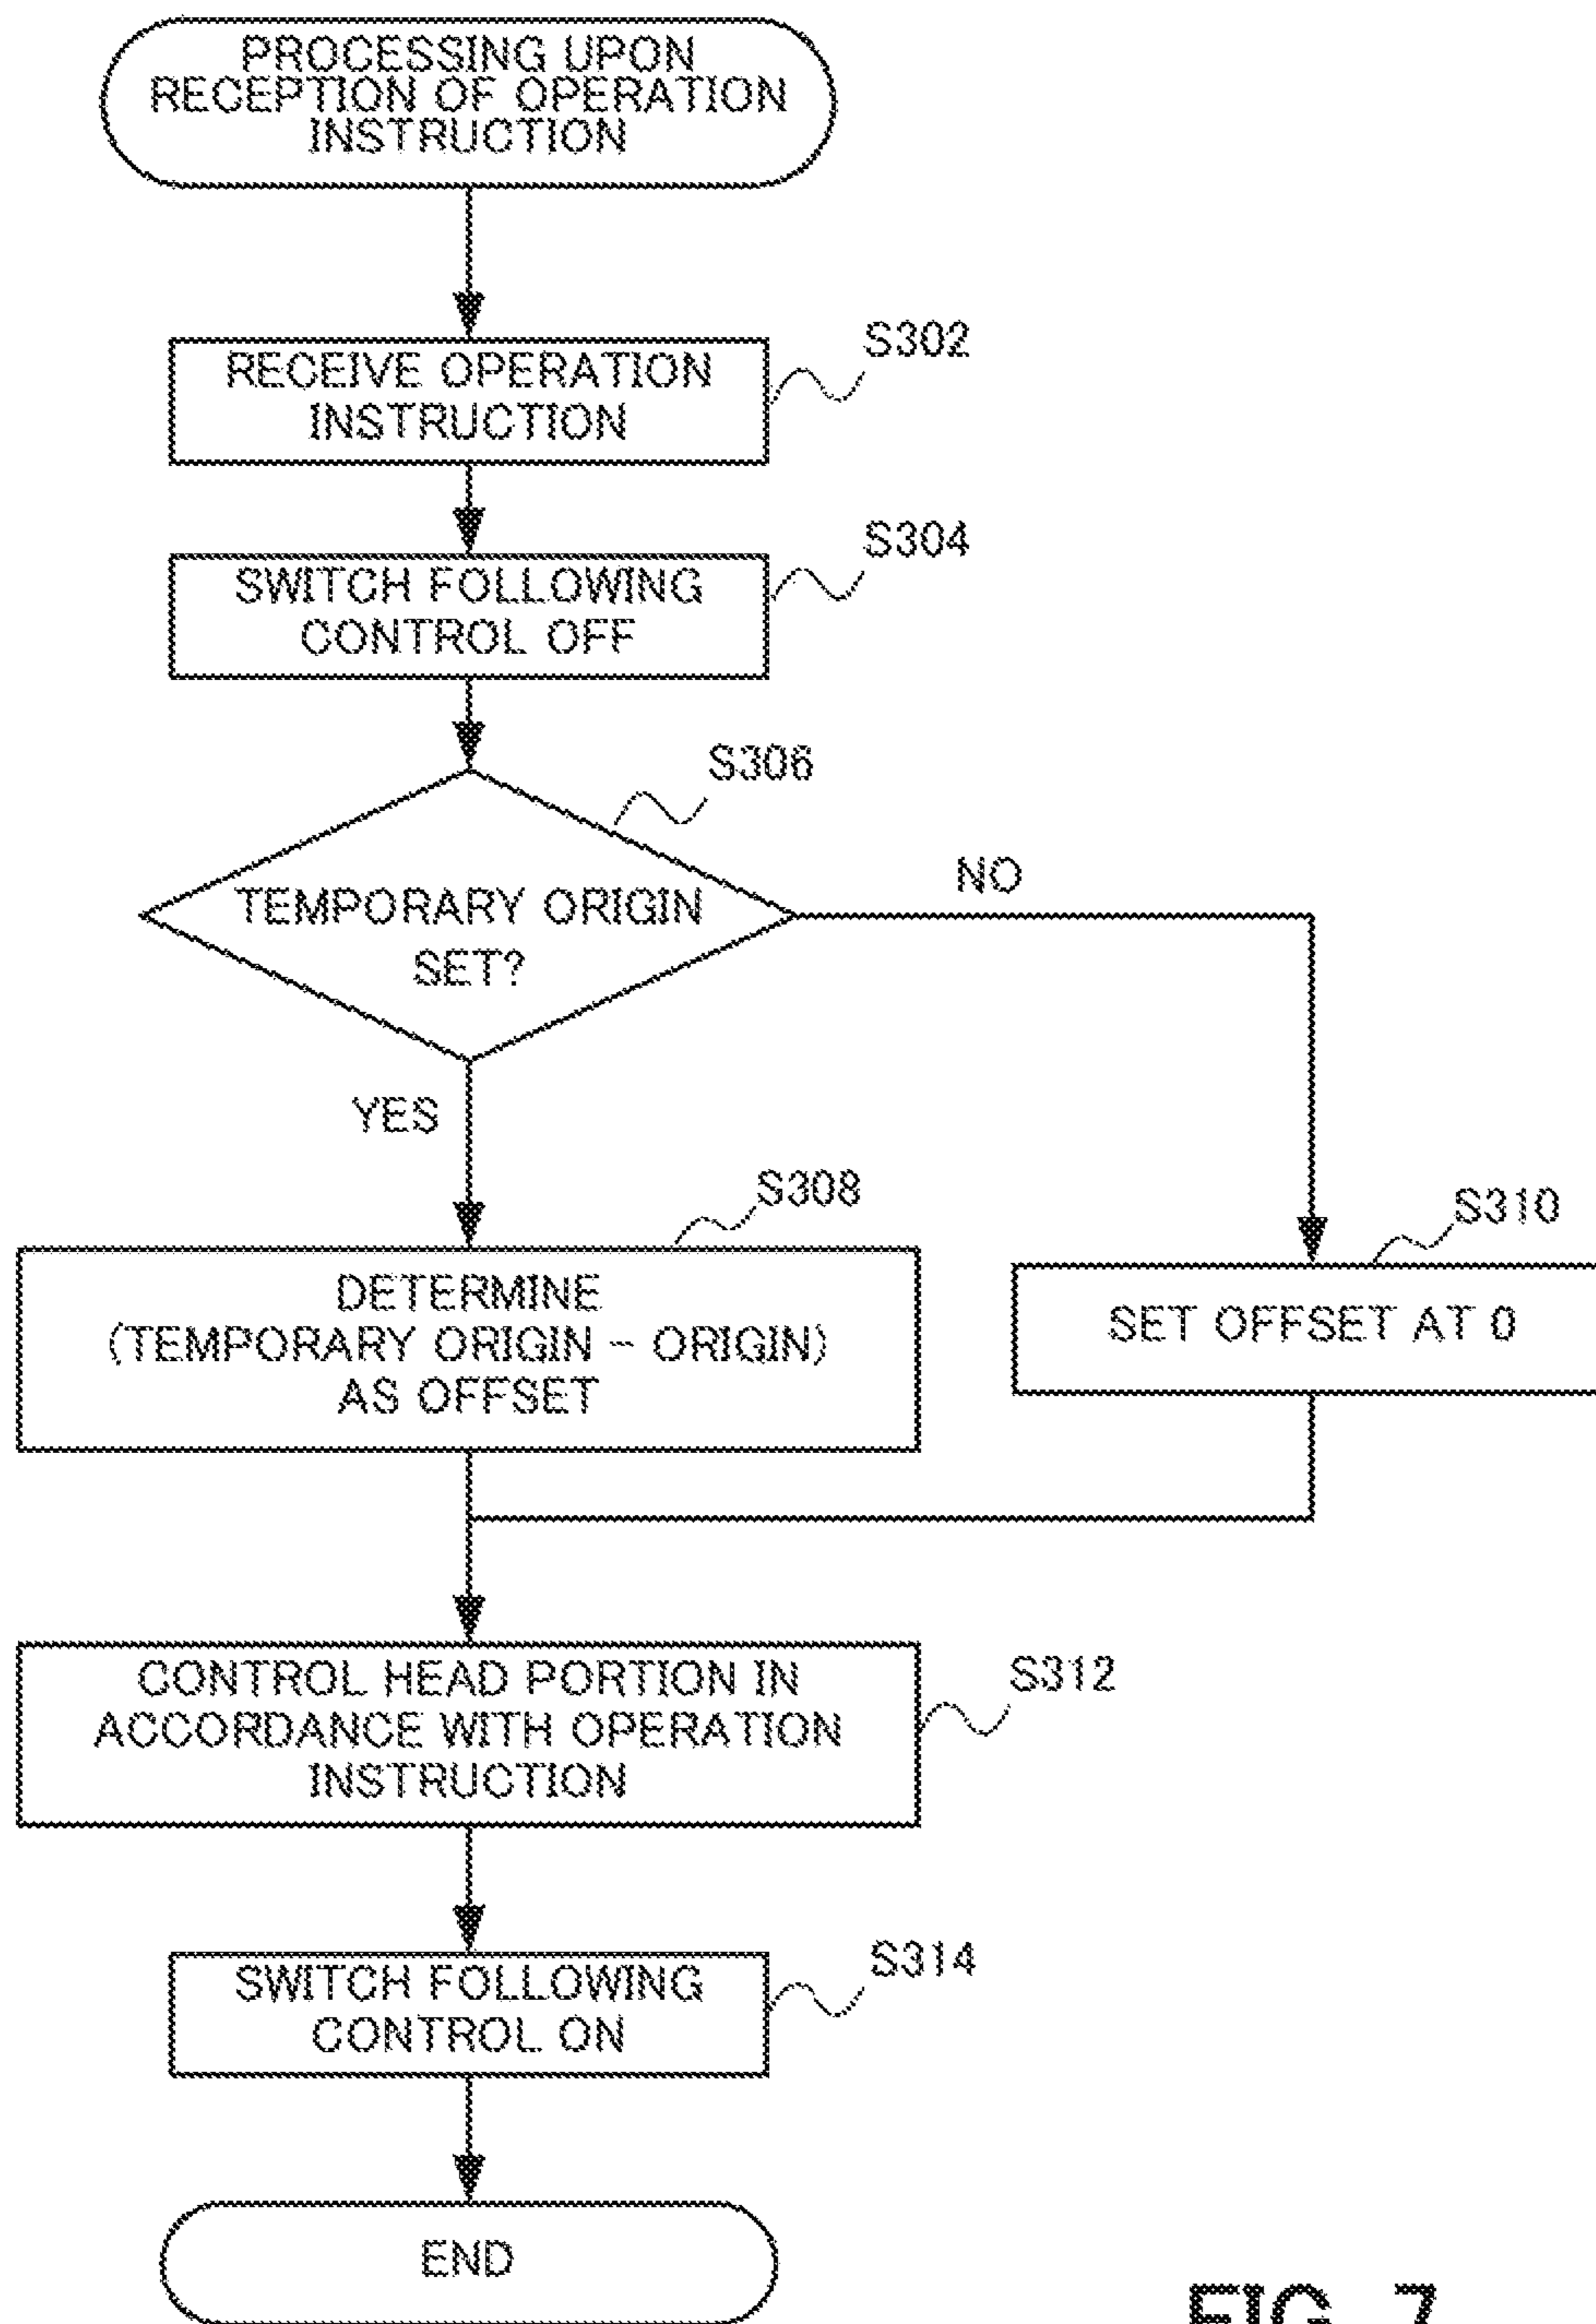 PROCESSING UPON
RECEPTION OF OPERATION
INSTRUCTION
S302
RECEIVE OPERATION
INSTRUCTION
S304
SWITCH FOLLOWING
CONTROL OFF
S306
TEMPORARY ORIGIN
SET?
NO
YES
S308
DETERMINE
(TEMPORARY ORIGIN - ORIGIN)
AS OFFSET
S310
SET OFFSET AT 0
S312
CONTROL HEAD PORTION IN
ACCORDANCE WITH OPERATION
INSTRUCTION
S314
SWITCH FOLLOWING
CONTROL ON
END
FIG. 7